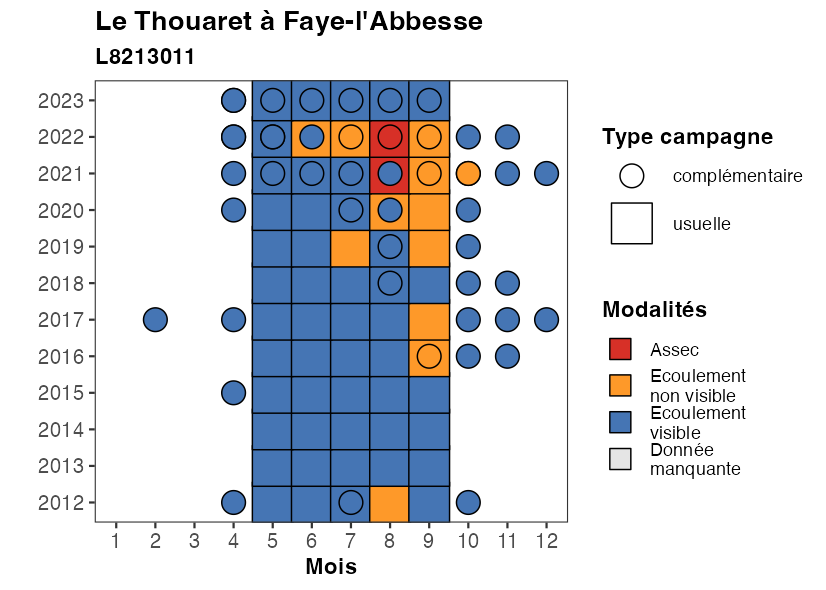 Le Thouaret à Faye-l'Abbesse
L8213011
2023
2022
2021
2020
2019
2018
2017
2016
2015
2014
2013
2012
1 2 3 4 5 6 7 8 9 10 11 12
Mois
Type campagne
complémentaire
usuelle
Modalités
Assec
Ecoulement
non visible
Ecoulement
visible
Donnée
manquante